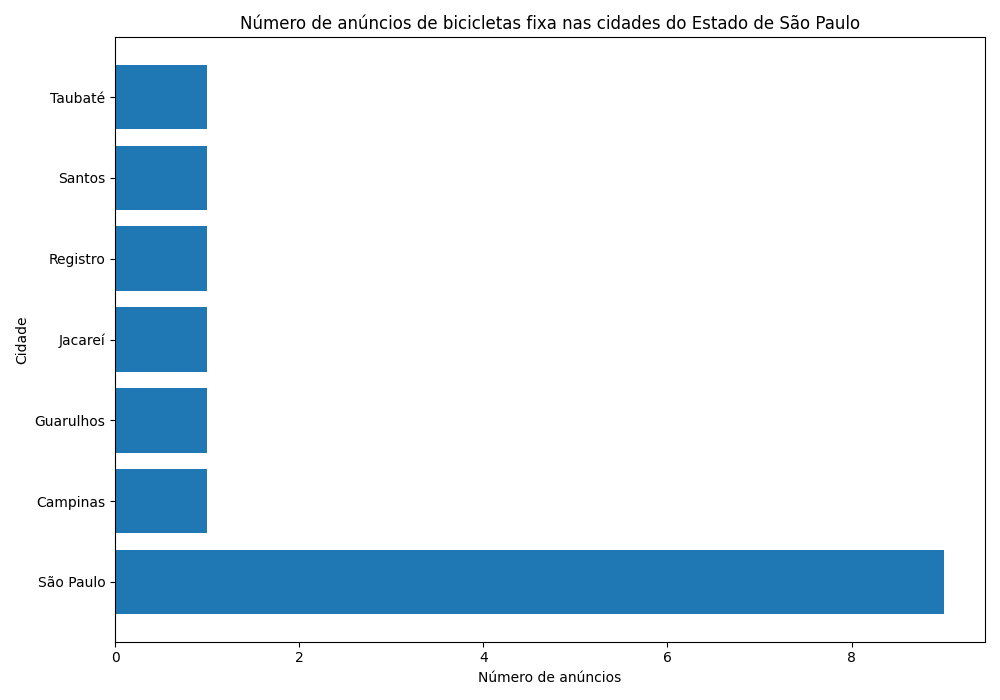 Número de anúncios de bicicletas fixa nas cidades do Estado de São Paulo
Taubaté
Santos
Registro
Jacareí
Guarulhos
Campinas
São Paulo
Cidade
0 2 4 6 8
Número de anúncios